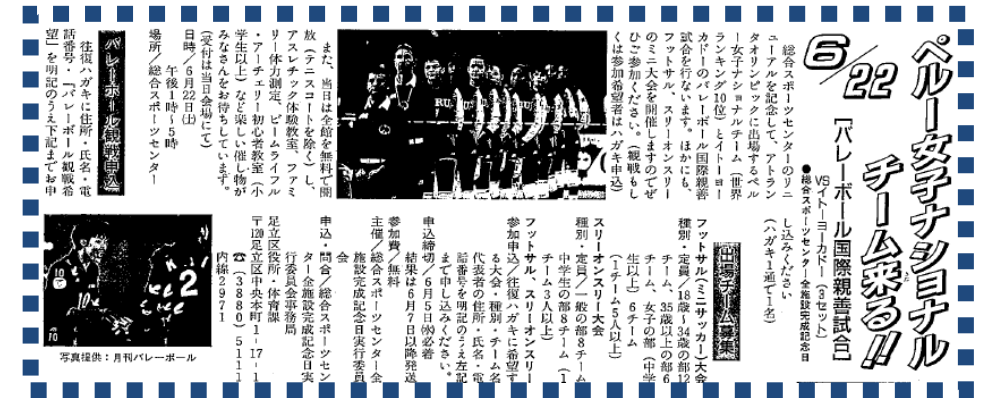 ペルー女子ナショナル
チーム来る!!
6/22
[バレーボール国際親善試合]
VSイトーヨーカドー(3セット)
●総合スポーツセンター全施設完成記念日
総合スポーツセンターのリニ
ューアルを記念して、アトラン
タオリンピックに出場するペル
ー女子ナショナルチーム(世界
ランキング10位)とイトーヨー
カドーのバレーボール国際親善
試合を行ないます。ほかにも、
フットサル、スリーオンスリー
のミニ大会を開催しますのでぜ
ひご参加ください。(観戦もし
くは参加希望者はハガキ申込)
また、当日は全館を無料で開
放(テニスコートを除く)し、
アスレチック体験教室、ファミ
リー体力測定、ビームライフル
・アーチェリー初心者教室(小
学生以上)など楽しい催し物が
みなさんをお待ちしています。
(受付は当日会場にて)
日時/6月22日(土)
午後1時〜5時
場所/総合スポーツセンター
バレーボール観戦申込
往復ハガキに住所・氏名・電
話番号・『バレーボール観戦希
望』を明記のうえ下記までお申
し込みください
(ハガキ1通で1名)
出場チーム募集
フットサル(ミニサッカー)大会
種別・定員/18歳〜34歳の部12
チーム、35歳以上の部6
チーム、女子の部(中学
生以上)6チーム
(1チーム5人以上)
スリーオンスリー大会
種別・定員/一般の部8チーム
中学生の部8チーム(1
チーム3人以上)
フットサル、スリーオンスリー
参加申込/往復ハガキに希望す
る大会・種別・チーム名
代表者の住所・氏名・電
話番号を明記のうえ左記
まで申し込みください。
申込締切/6月5日(水)必着
結果は6月7日以降発送
参加費/無料
主催/総合スポーツセンター全
施設完成記念日実行委員
会
申込・問合/総合スポーツセン
ター全施設完成記念日実
行委員会事務局
足立区役所・体育課
〒120足立区中央本町1-17-1
☎(3880)5111
内線2971
写真提供:月刊バレーボール